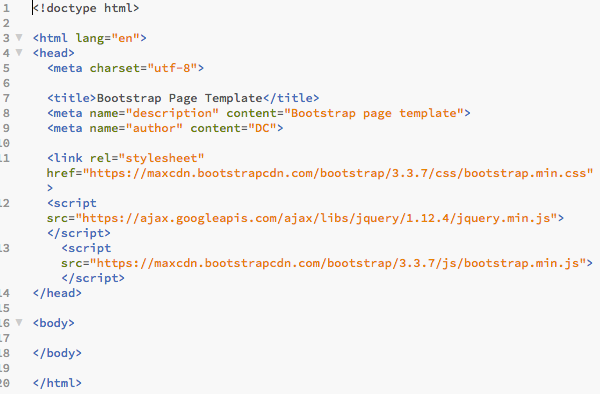 1 <!doctype html>
2
3 <html lang="en">
4 <head>
5 <meta charset="utf-8">
6
7 <title>Bootstrap Page Template</title>
8 <meta name="description" content="Bootstrap page template">
9 <meta name="author" content="DC">
10
11 <link rel="stylesheet"
href="https://maxcdn.bootstrapcdn.com/bootstrap/3.3.7/css/bootstrap.min.css"
>
12 <script
src="https://ajax.googleapis.com/ajax/libs/jquery/1.12.4/jquery.min.js">
</script>
13 <script
src="https://maxcdn.bootstrapcdn.com/bootstrap/3.3.7/js/bootstrap.min.js">
</script>
14 </head>
15
16 <body>
17
18 </body>
19
20 </html>